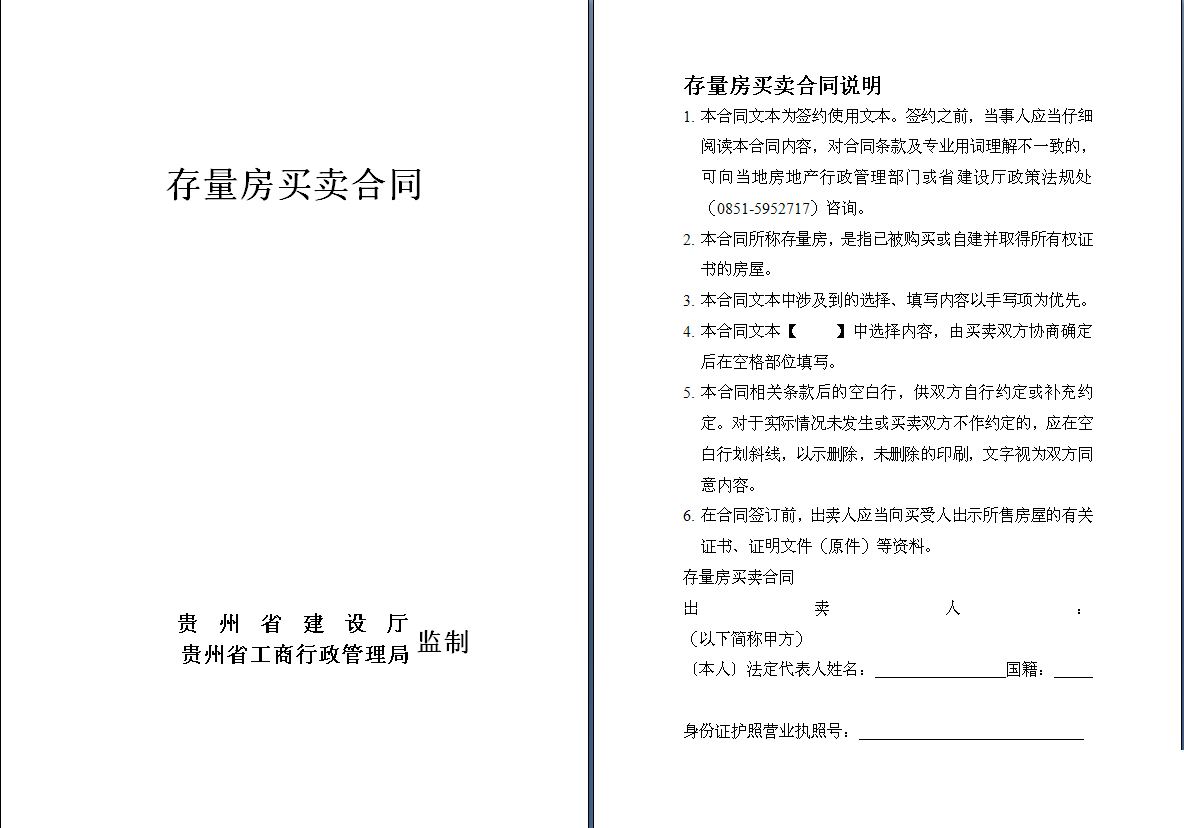 存量房买卖合同
贵州省建设厅
贵州省工商行政管理局
监制
存量房买卖合同说明
1. 本合同文本为签约使用文本。签约之前，当事人应当仔细
阅读本合同内容，对合同条款及专业用词理解不一致的，
可向当地房地产行政管理部门或省建设厅政策法规处
（0851-5952717）咨询。
2. 本合同所称存量房，是指已被购买或自建并取得所有权证
书的房屋。
3. 本合同文本中涉及到的选择、填写内容以手写项为优先。
4. 本合同文本【　　】中选择内容，由买卖双方协商确定
后在空格部位填写。
5. 本合同相关条款后的空白行，供双方自行约定或补充约
定。对于实际情况未发生或买卖双方不作约定的，应在空
白行划斜线，以示删除，未删除的印刷，文字视为双方同
意内容。
6. 在合同签订前，出卖人应当向买受人出示所售房屋的有关
证书、证明文件（原件）等资料。
存量房买卖合同
出卖人：
（以下简称甲方）
〔本人〕法定代表人姓名：________________国籍：_____
身份证护照营业执照号：____________________________